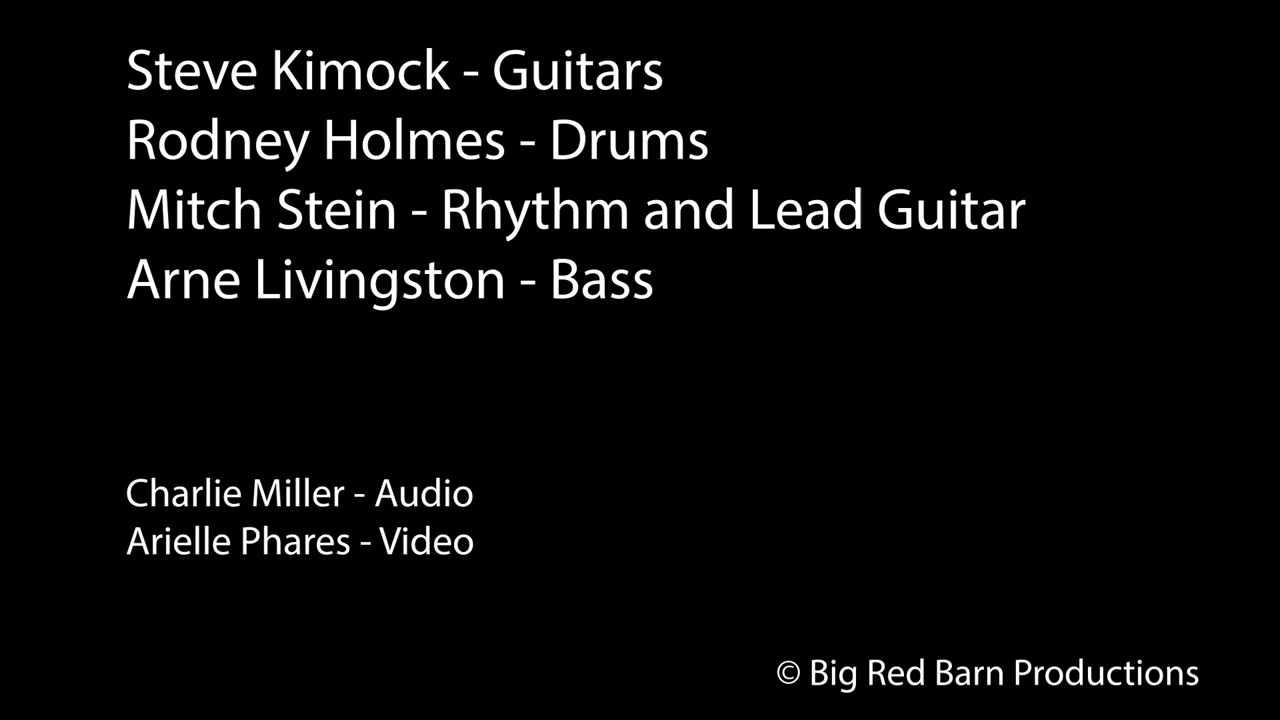 Steve Kimock - Guitars
Rodney Holmes - Drums
Mitch Stein - Rhythm and Lead Guitar
Arne Livingston - Bass
Charlie Miller - Audio
Arielle Phares - Video
© Big Red Barn Productions